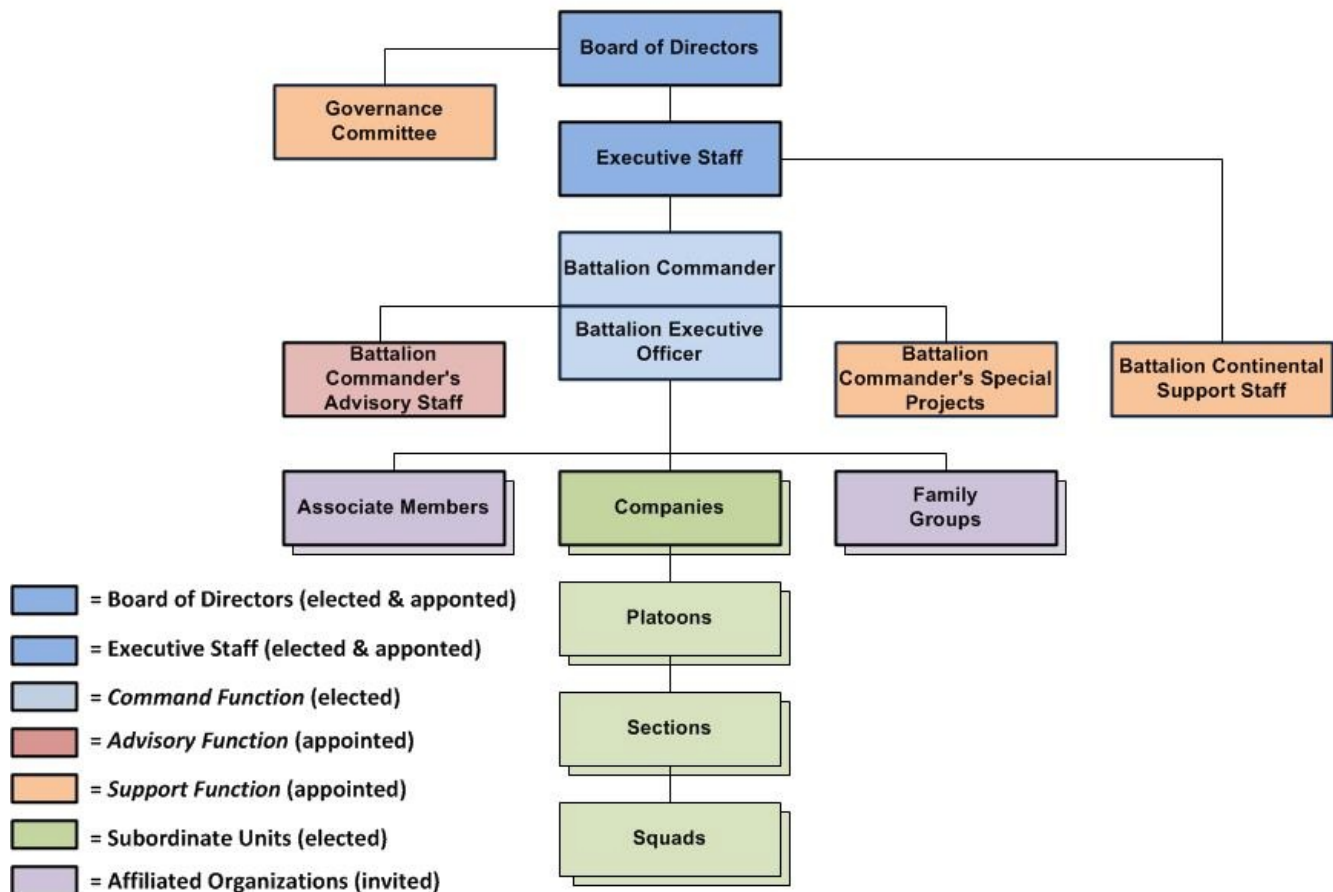 Board of Directors
Governance
Committee
Executive Staff
Battalion Commander
Battalion Executive
Officer
Battalion
Commander's
Advisory Staff
Battalion
Commander's Special
Projects
Battalion Continental
Support Staff
Associate Members
Companies
Family
Groups
Platoons
Sections
Squads
= Board of Directors (elected & apponted)
= Executive Staff (elected & apponted)
= Command Function (elected)
= Advisory Function (appointed)
= Support Function (appointed)
= Subordinate Units (elected)
= Affiliated Organizations (invited)